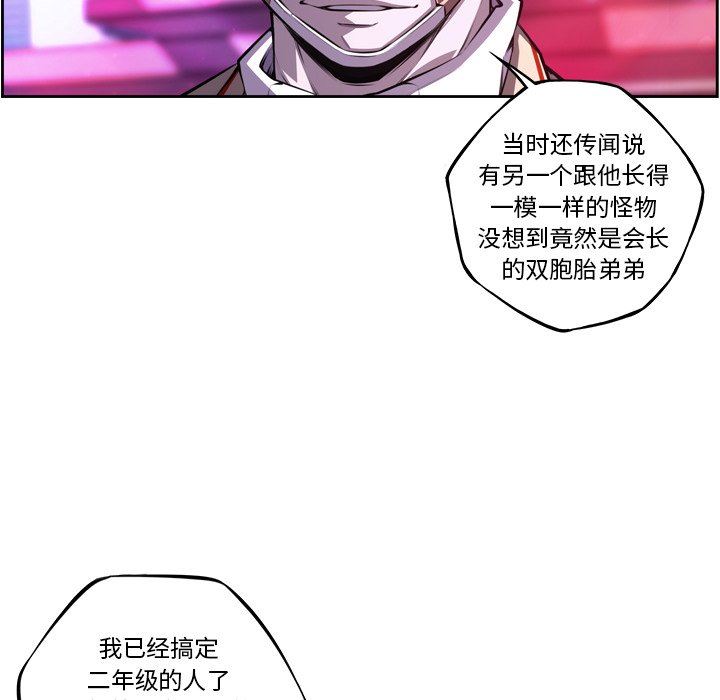 当时还传闻说
有另一个跟他长得
一模一样的怪物
没想到竟然是会长
的双胞胎弟弟
我已经搞定
二年级的人了